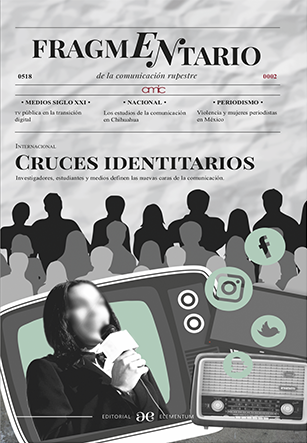 FRAGMENTARIO
de la comunicación rupestre
0518
0002
amic
• MEDIOS SIGLO XXI •
TV pública en la transición
digital
• NACIONAL •
Los estudios de la comunicación
en Chihuahua
• PERIODISMO •
Violencia y mujeres periodistas
en México
INTERNACIONAL
CRUCES IDENTITARIOS
Investigadores, estudiantes y medios definen las nuevas caras de la comunicación.
EDITORIAL
ELEMENTUM